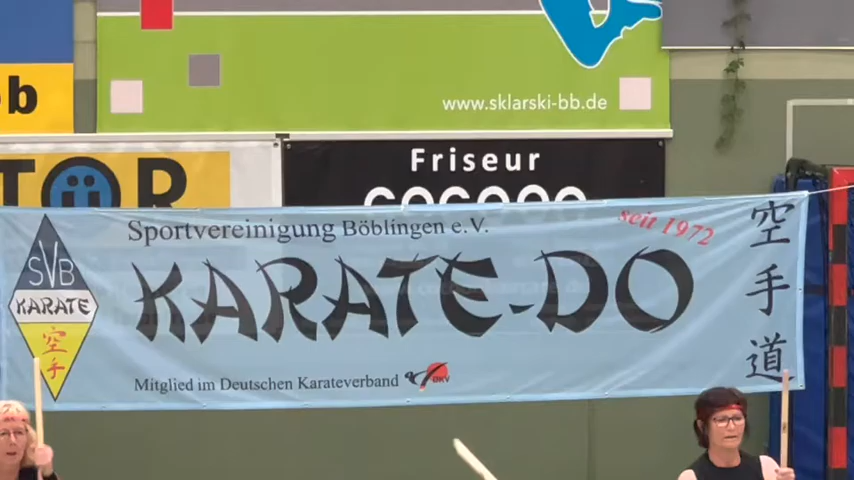 www.sklarski-bb.de
Friseur
Sportvereinigung Böblingen e.V.
seit 1972
SVB
KARATE
空手
KARATE-DO
空手道
Mitglied im Deutschen Karateverband
DKV